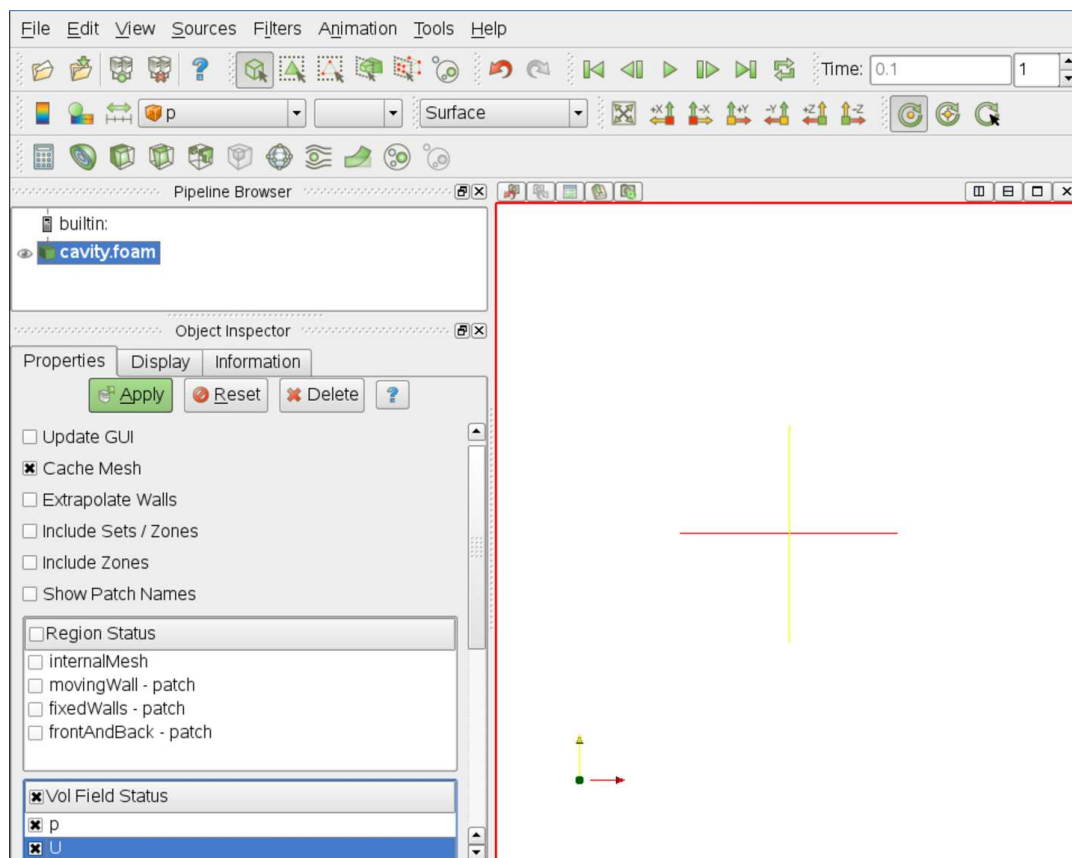 File Edit View Sources Filters Animation Tools Help
? Time: 0.1 1
p Surface +X -X +Y -Y +Z -Z
Pipeline Browser
builtin:
cavity.foam
Object Inspector
Properties Display Information
Apply Reset Delete ?
Update GUI
Cache Mesh
Extrapolate Walls
Include Sets / Zones
Include Zones
Show Patch Names
Region Status
internalMesh
movingWall - patch
fixedWalls - patch
frontAndBack - patch
Vol Field Status
p
U